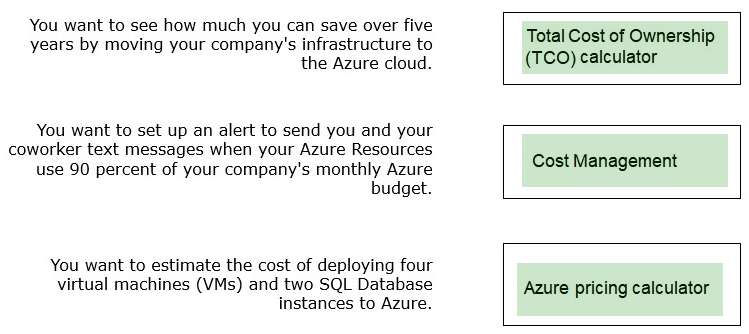 You want to see how much you can save over five
years by moving your company's infrastructure to
the Azure cloud.
Total Cost of Ownership
(TCO) calculator
You want to set up an alert to send you and your
coworker text messages when your Azure Resources
use 90 percent of your company's monthly Azure
budget.
Cost Management
You want to estimate the cost of deploying four
virtual machines (VMs) and two SQL Database
instances to Azure.
Azure pricing calculator